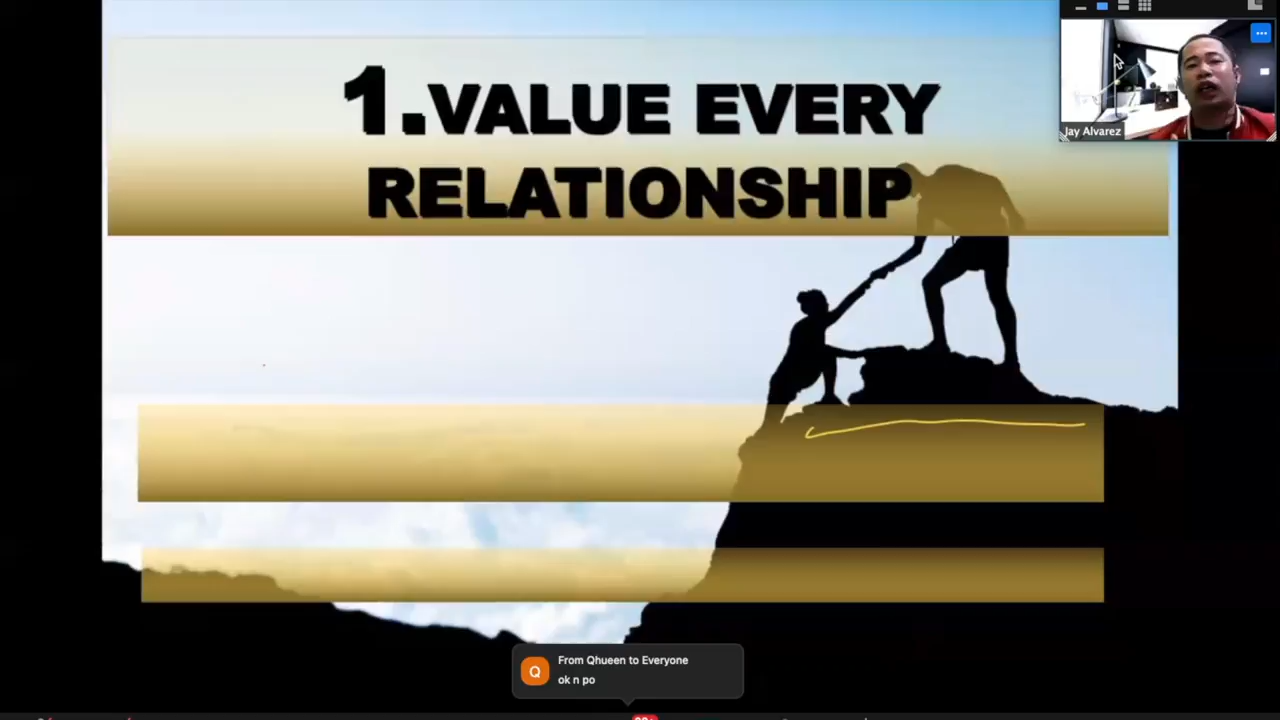 1.VALUE EVERY
RELATIONSHIP
Jay Alvarez
From Qhueen to Everyone
Q
ok n po